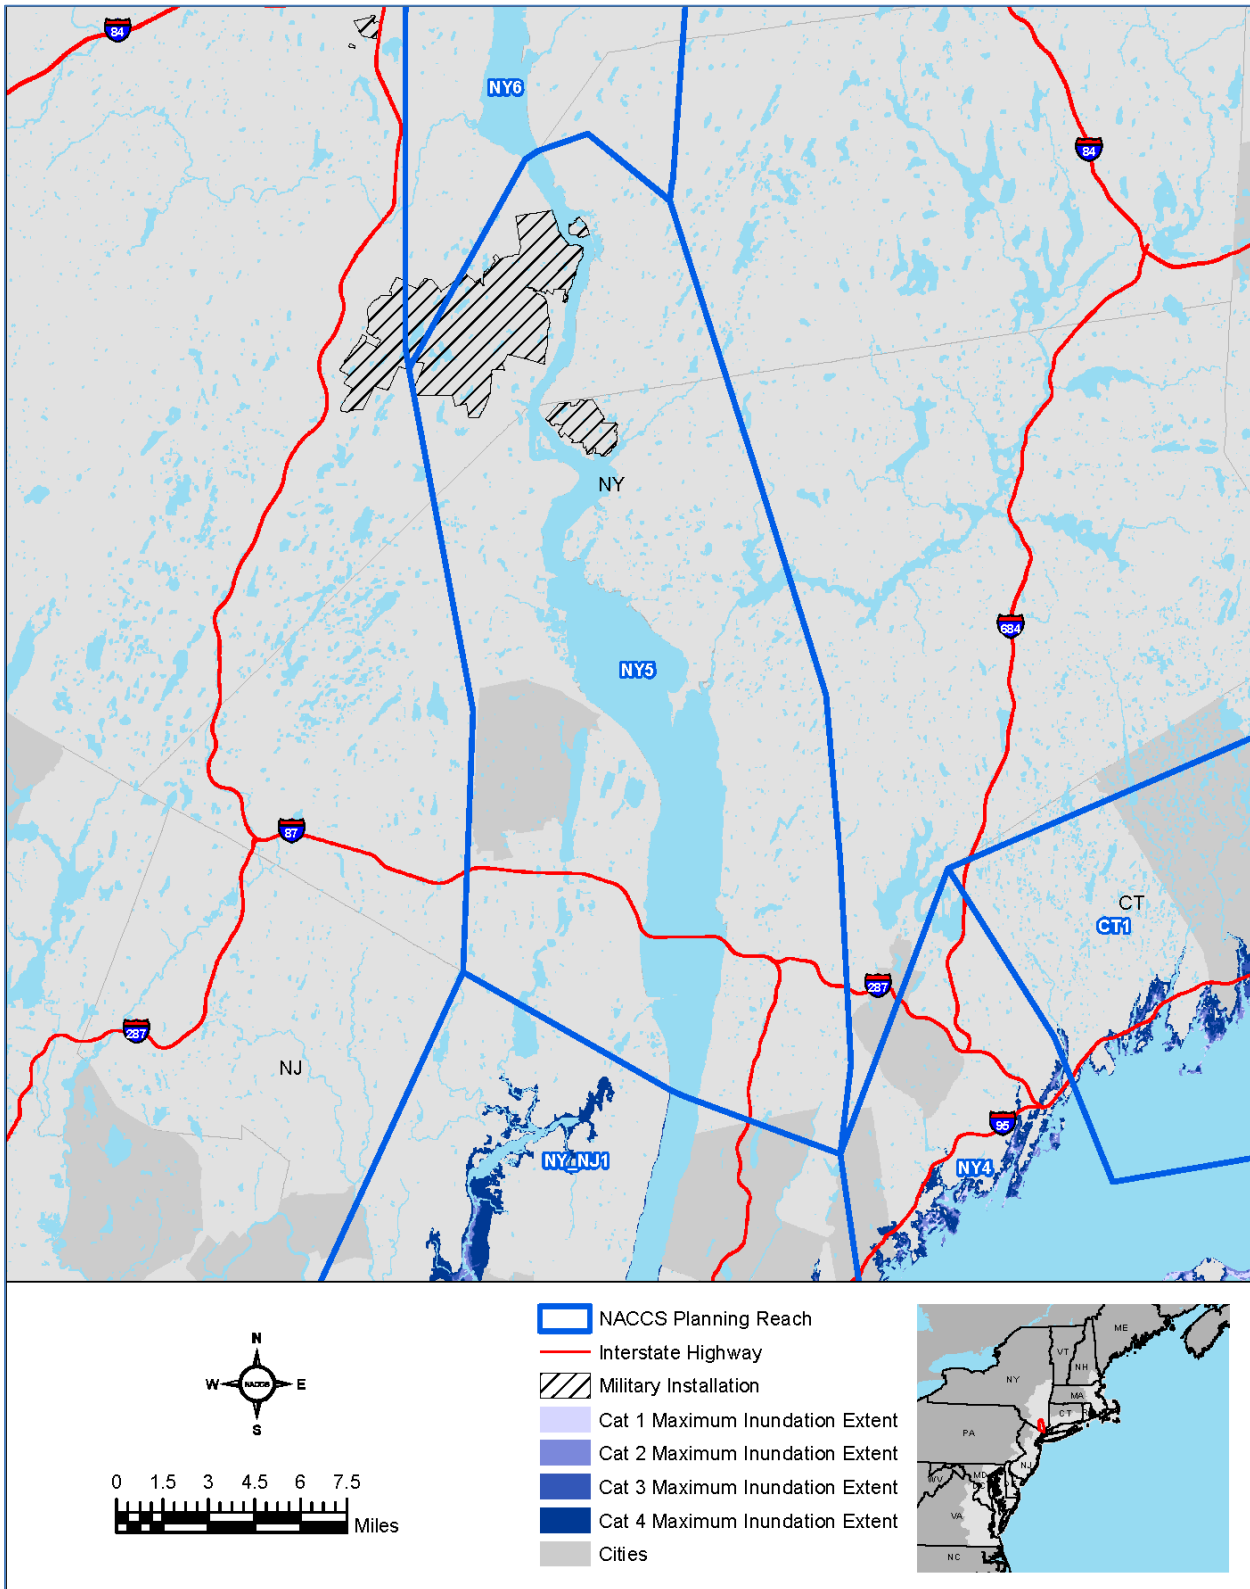 84
NY6
84
NY
NY5
684
87
CT
CT1
287
287
NJ
95
NY_NJ1
NY4
N
W
NACCS
E
S
0 1.5 3 4.5 6 7.5
Miles
NACCS Planning Reach
Interstate Highway
Military Installation
Cat 1 Maximum Inundation Extent
Cat 2 Maximum Inundation Extent
Cat 3 Maximum Inundation Extent
Cat 4 Maximum Inundation Extent
Cities
ME
VT
NH
NY
MA
CT
PA
NJ
MD
WV
VA
NC